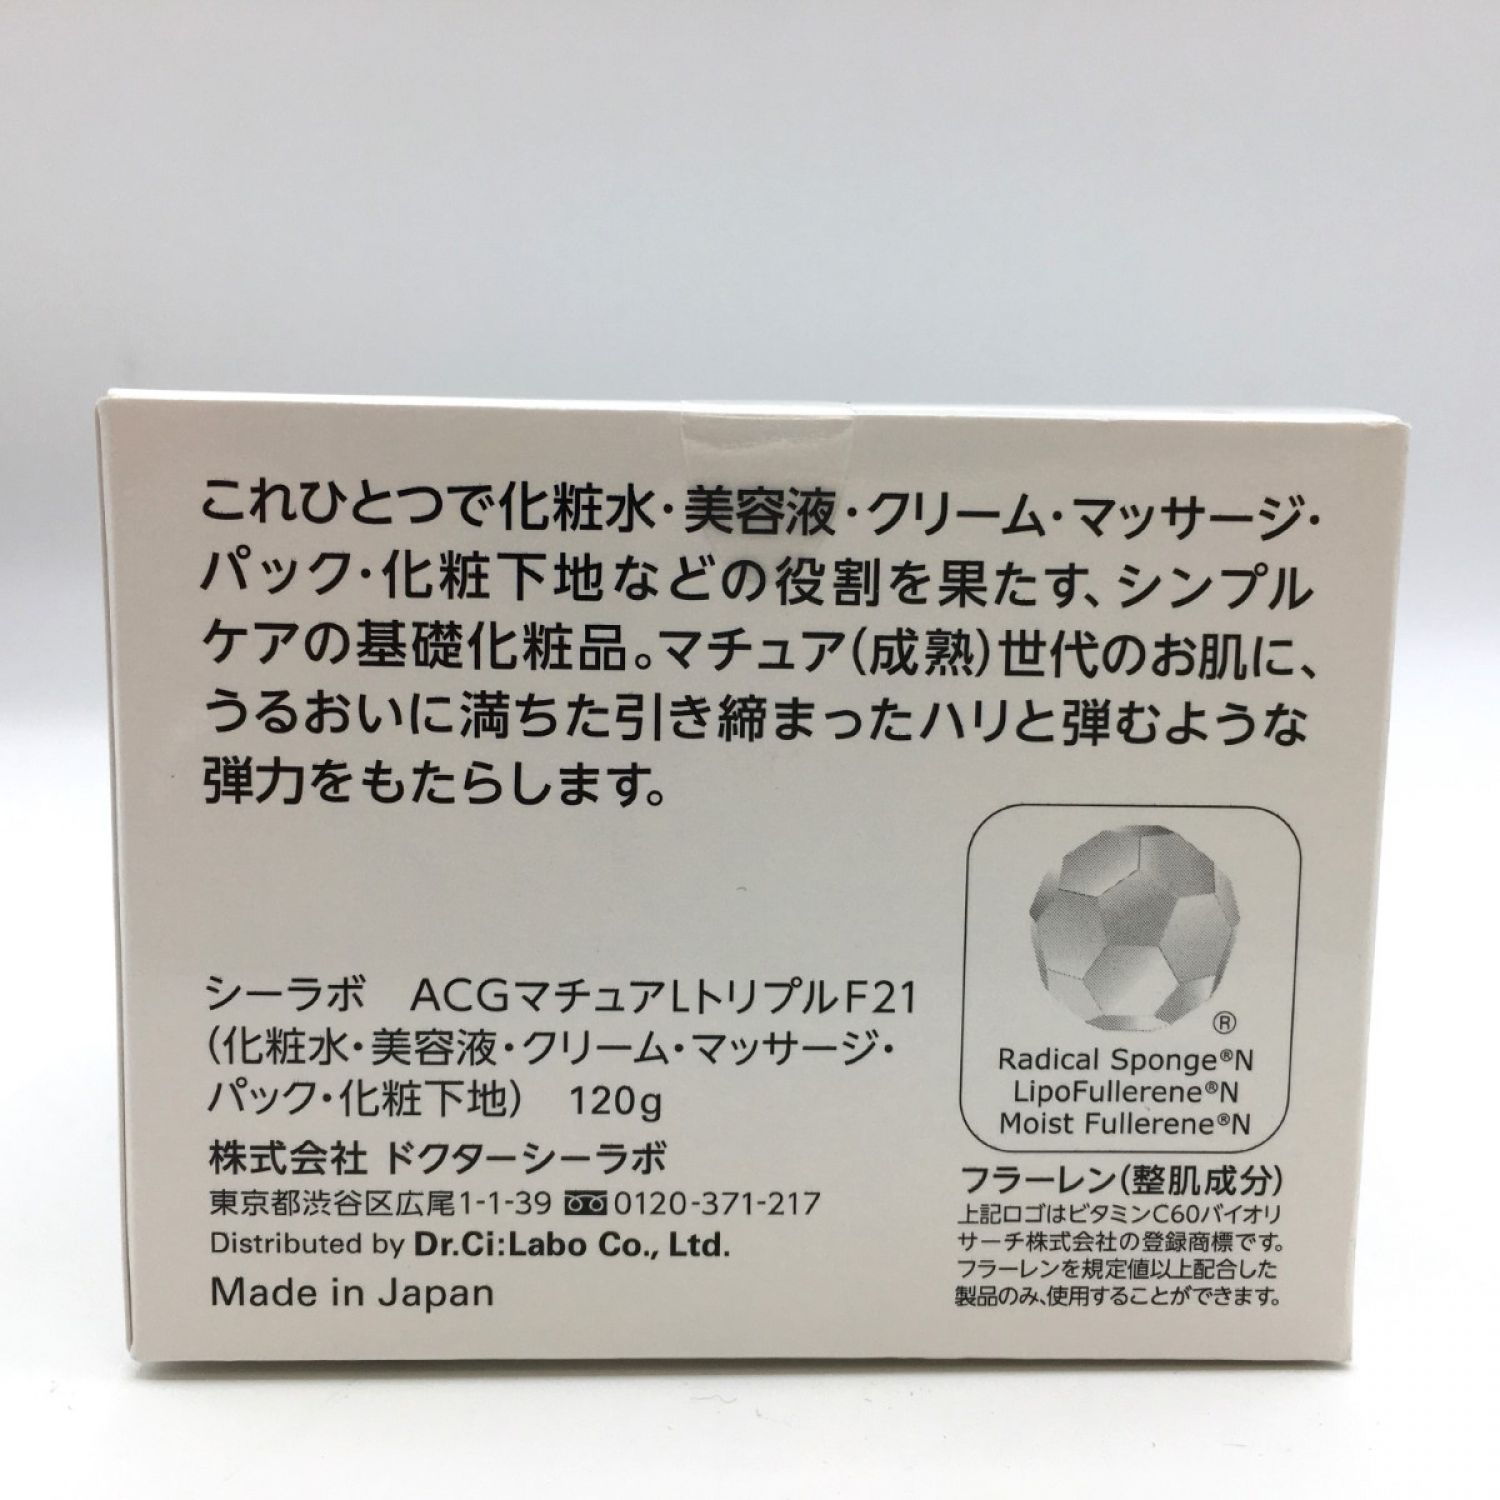 これひとつで化粧水・美容液・クリーム・マッサージ・
パック・化粧下地などの役割を果たす、シンプル
ケアの基礎化粧品。マチュア(成熟)世代のお肌に、
うるおいに満ちた引き締まったハリと弾むような
弾力をもたらします。
シーラボ ACGマチュアLトリプルF21
(化粧水・美容液・クリーム・マッサージ・
パック・化粧下地) 120g
株式会社 ドクターシーラボ
東京都渋谷区広尾1-1-39 0120-371-217
Distributed by Dr.Ci:Labo Co., Ltd.
Made in Japan
®
Radical Sponge®N
LipoFullerene®N
Moist Fullerene®N
フラーレン(整肌成分)
上記ロゴはビタミンC60バイオリ
サーチ株式会社の登録商標です。
フラーレンを規定値以上配合した
製品のみ、使用することができます。